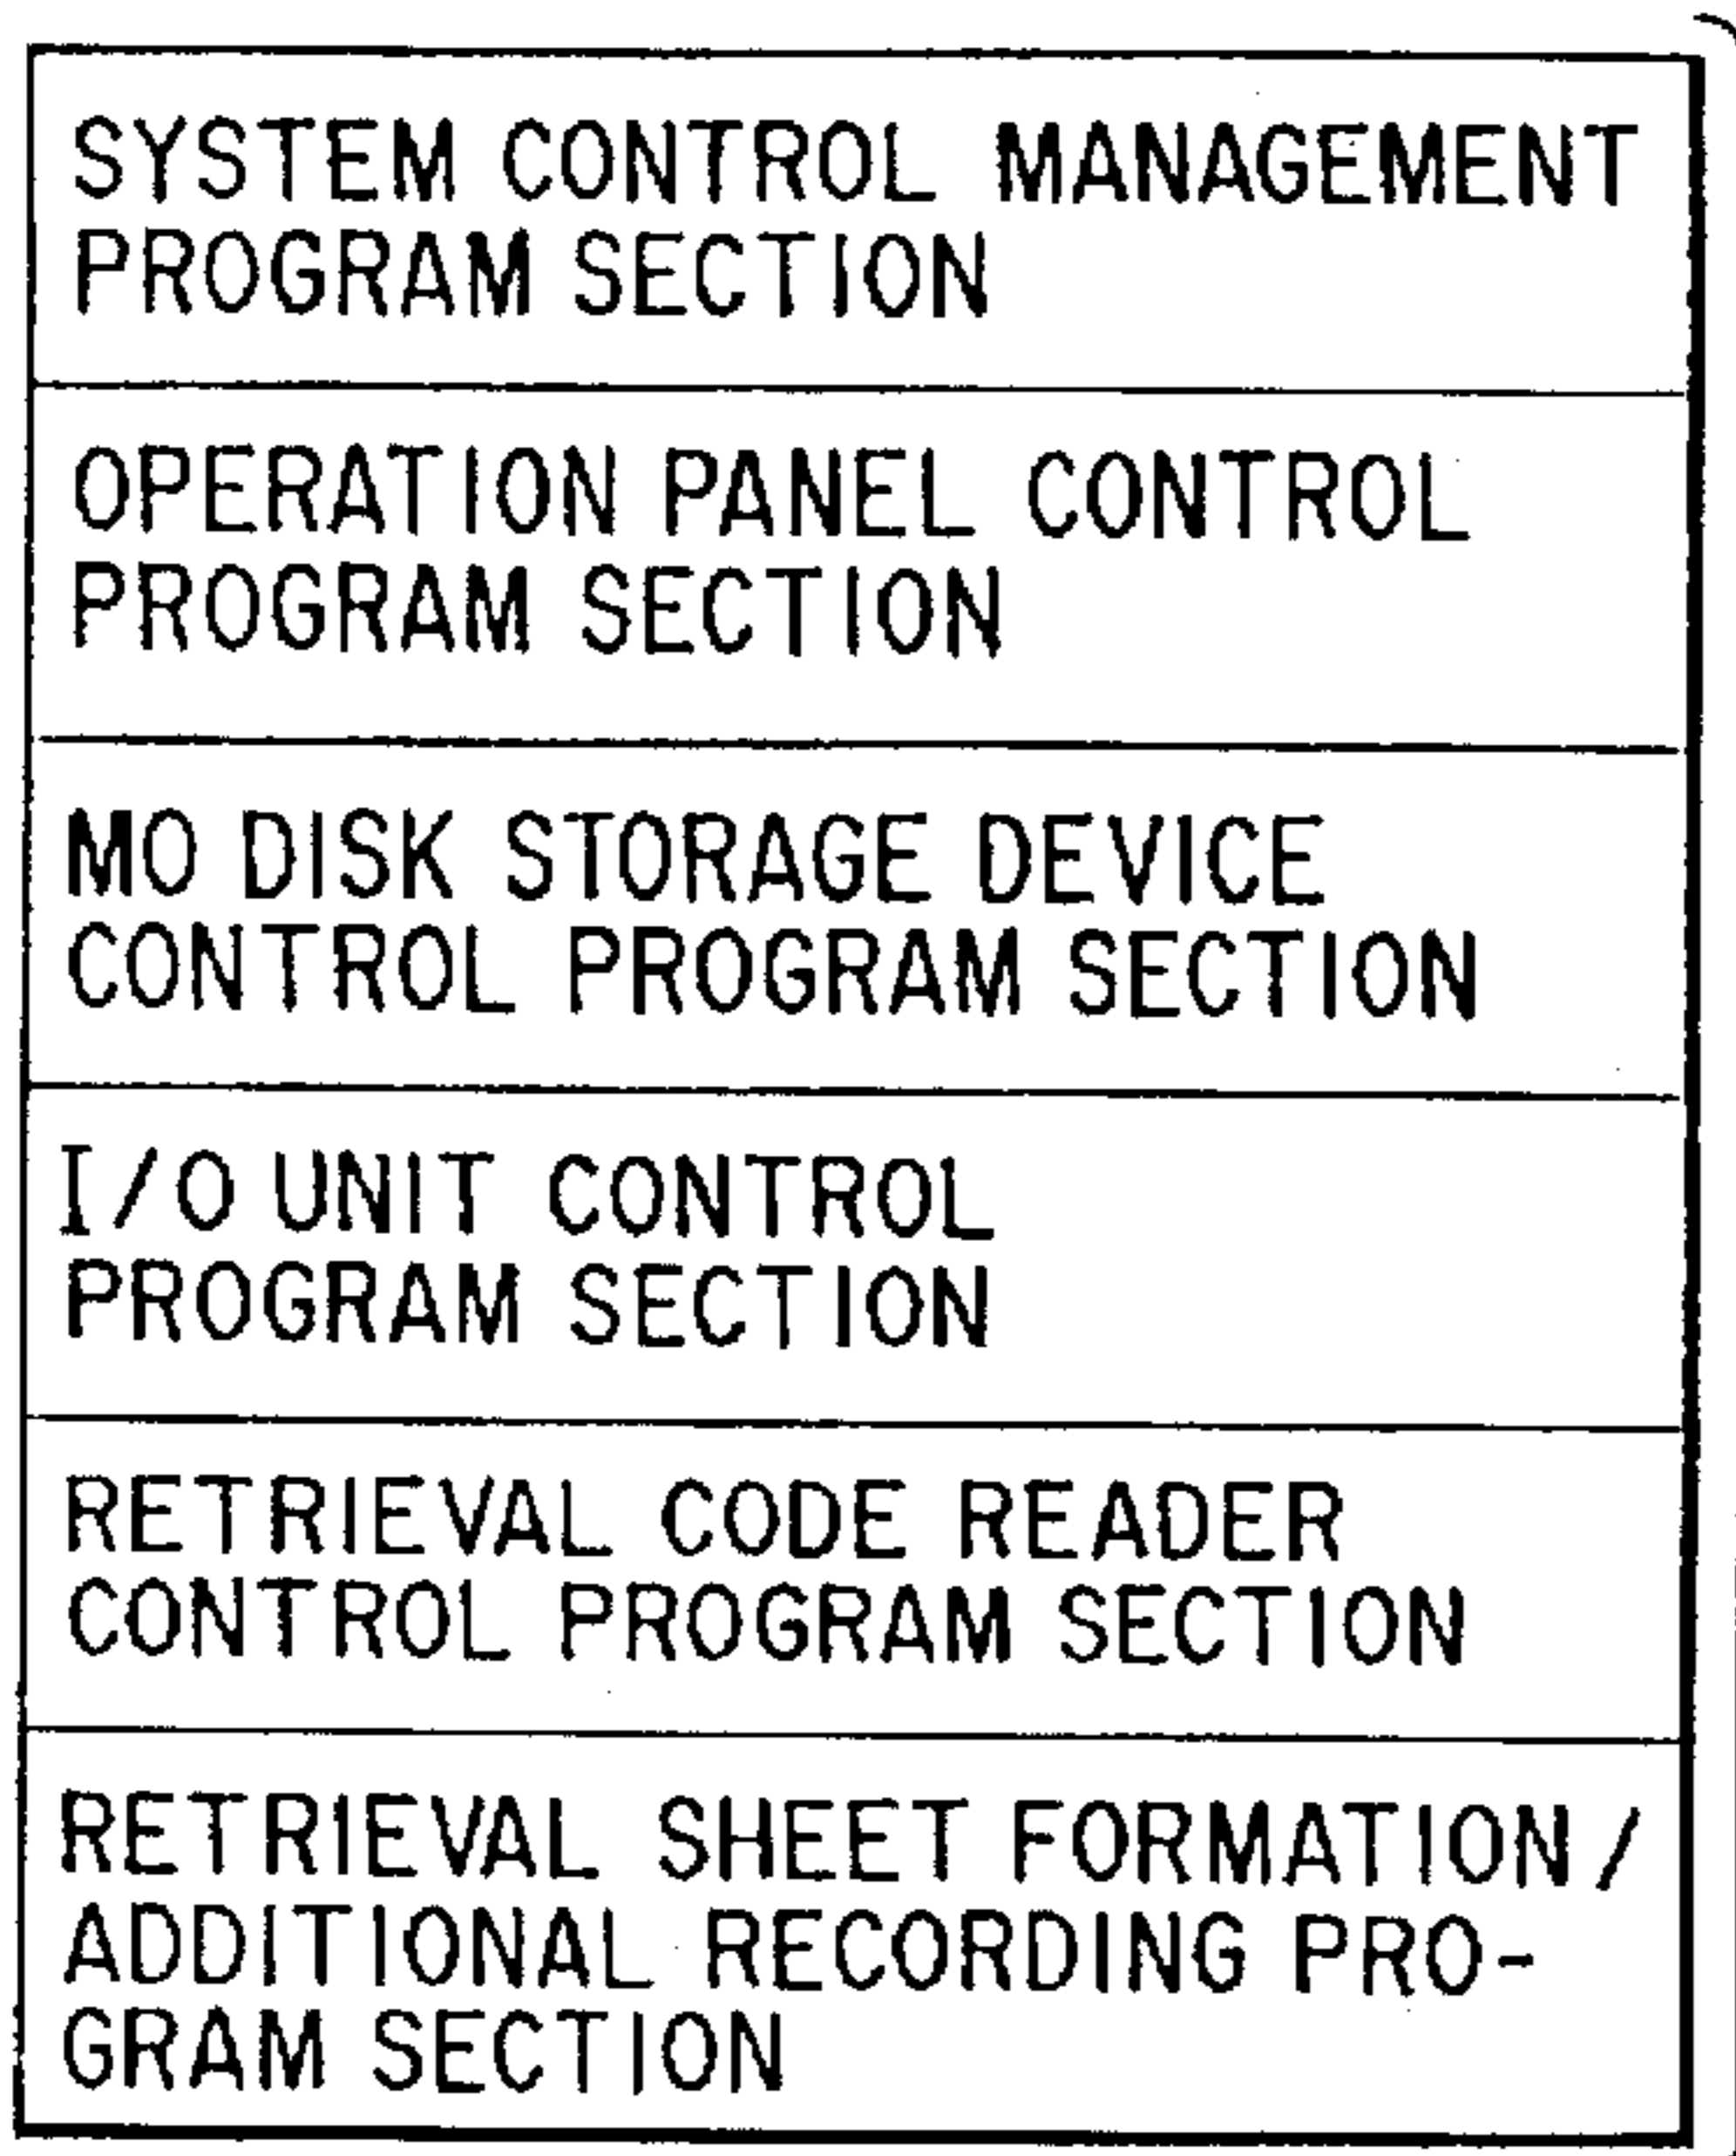 SYSTEM CONTROL MANAGEMENT
PROGRAM SECTION
OPERATION PANEL CONTROL
PROGRAM SECTION
MO DISK STORAGE DEVICE
CONTROL PROGRAM SECTION
I/O UNIT CONTROL
PROGRAM SECTION
RETRIEVAL CODE READER
CONTROL PROGRAM SECTION
RETRIEVAL SHEET FORMATION/
ADDITIONAL RECORDING PRO-
GRAM SECTION